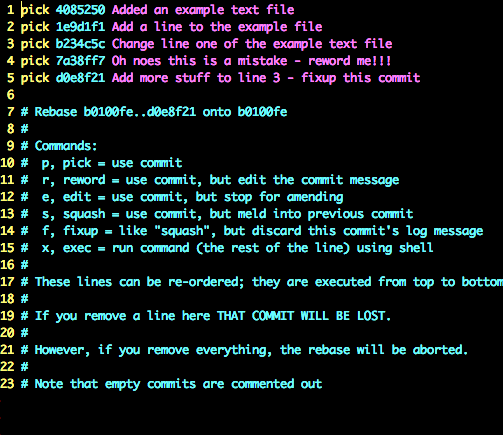 1 pick 4085250 Added an example text file
2 pick 1e9d1f1 Add a line to the example file
3 pick b234c5c Change line one of the example text file
4 pick 7a38ff7 Oh noes this is a mistake - reword me!!!
5 pick d0e8f21 Add more stuff to line 3 - fixup this commit
6
7 # Rebase b0100fe..d0e8f21 onto b0100fe
8 #
9 # Commands:
10 #  p, pick = use commit
11 #  r, reword = use commit, but edit the commit message
12 #  e, edit = use commit, but stop for amending
13 #  s, squash = use commit, but meld into previous commit
14 #  f, fixup = like "squash", but discard this commit's log message
15 #  x, exec = run command (the rest of the line) using shell
16 #
17 # These lines can be re-ordered; they are executed from top to bottom
18 #
19 # If you remove a line here THAT COMMIT WILL BE LOST.
20 #
21 # However, if you remove everything, the rebase will be aborted.
22 #
23 # Note that empty commits are commented out